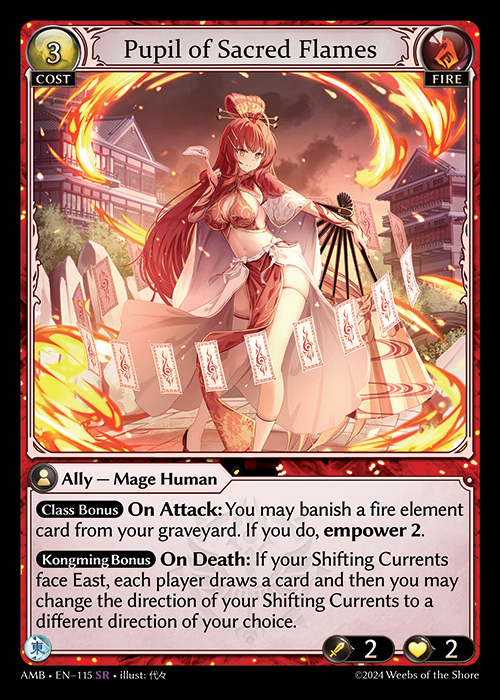 3
COST
Pupil of Sacred Flames
FIRE
Ally — Mage Human
Class Bonus On Attack: You may banish a fire element
card from your graveyard. If you do, empower 2.
Kongming Bonus On Death: If your Shifting Currents
face East, each player draws a card and then you may
change the direction of your Shifting Currents to a
different direction of your choice.
東
2
2
AMB • EN–115 SR • illust: 代々
©2024 Weebs of the Shore